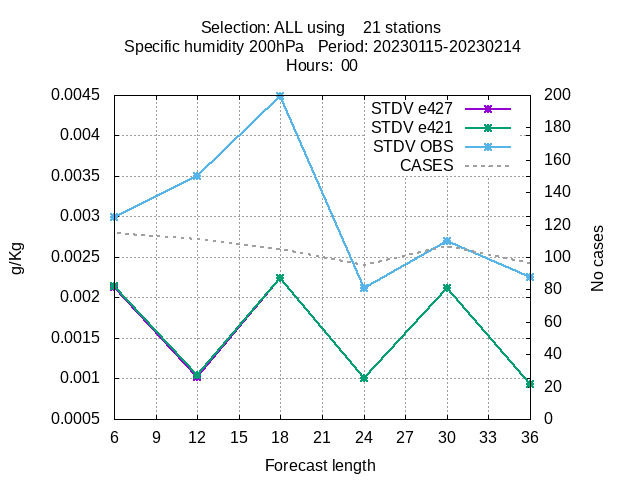 Selection: ALL using    21 stations
Specific humidity 200hPa   Period: 20230115-20230214
Hours:  00
STDV e427
STDV e421
STDV OBS
CASES
0.0045
0.004
0.0035
0.003
0.0025
0.002
0.0015
0.001
0.0005
g/Kg
200
180
160
140
120
100
80
60
40
20
0
No cases
6 9 12 15 18 21 24 27 30 33 36
Forecast length